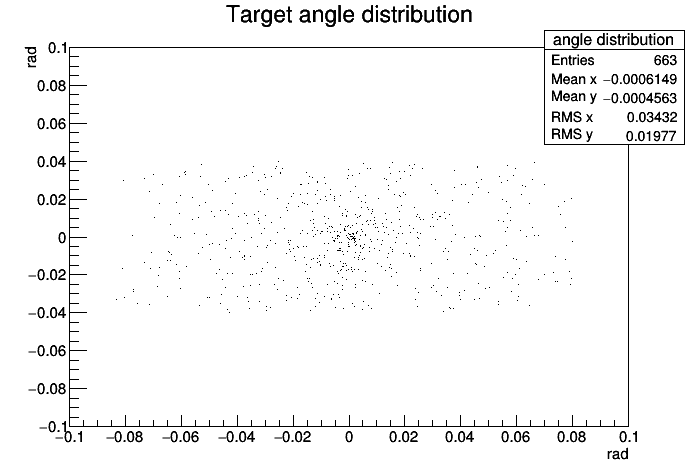 Target angle distribution
angle distribution
Entries 663
Mean x −0.0006149
Mean y −0.0004563
RMS x 0.03432
RMS y 0.01977
rad
0.1
0.08
0.06
0.04
0.02
0
−0.02
−0.04
−0.06
−0.08
−0.1
−0.1 −0.08 −0.06 −0.04 −0.02 0 0.02 0.04 0.06 0.08 0.1
rad